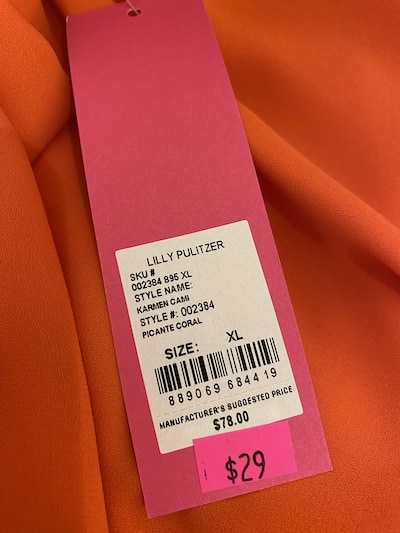 LILLY PULITZER
SKU #
002384 895 XL
STYLE NAME:
KARMEN CAMI
STYLE #: 002384
PICANTE CORAL
SIZE: XL
889069 684419
MANUFACTURER'S SUGGESTED PRICE
$78.00
$29